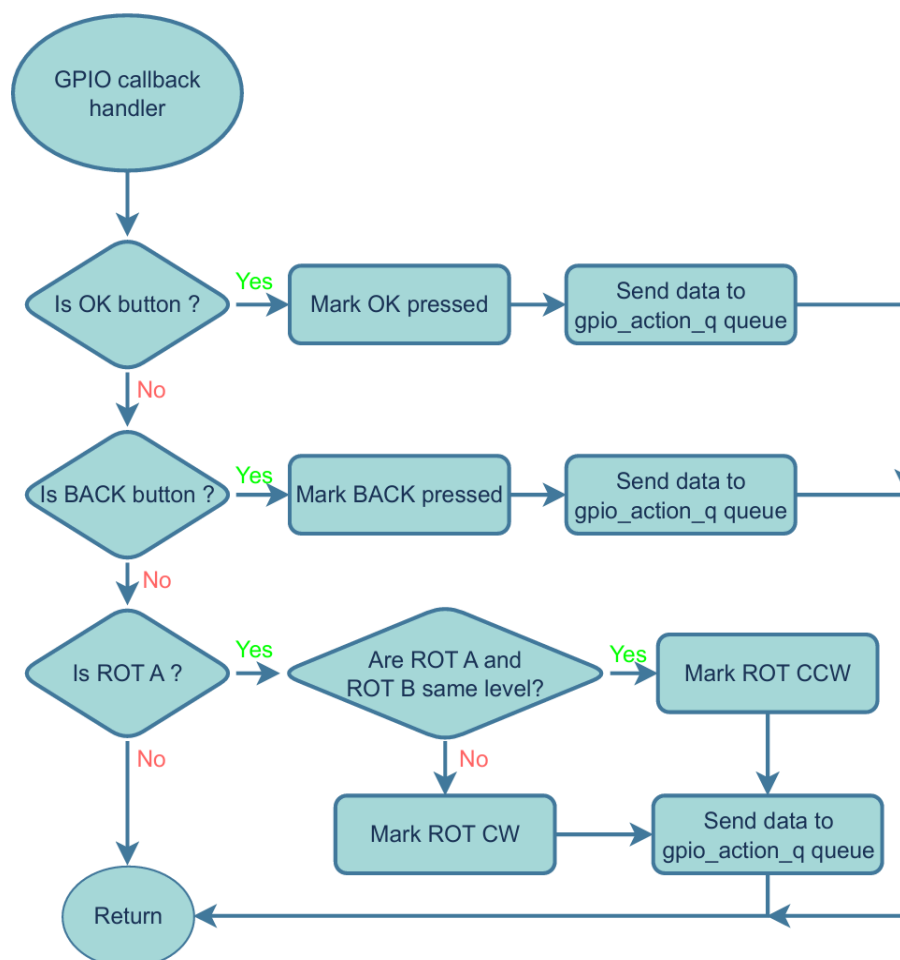 GPIO callback
handler
Is OK button ?
Yes
Mark OK pressed
Send data to
gpio_action_q queue
No
Is BACK button ?
Yes
Mark BACK pressed
Send data to
gpio_action_q queue
No
Is ROT A ?
Yes
Are ROT A and
ROT B same level?
Yes
Mark ROT CCW
No
No
Mark ROT CW
Send data to
gpio_action_q queue
Return